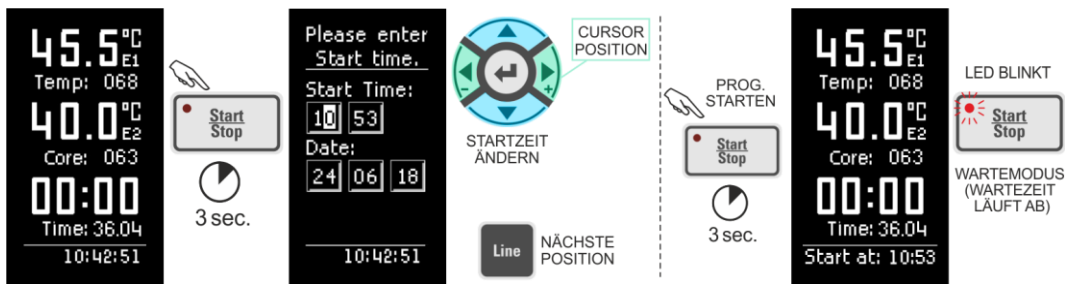 45.5°C
E1
Temp: 068
40.0°C
E2
Core: 063
00:00
Time: 36.04
10:42:51
Start
Stop
3 sec.
Please enter
Start time.
Start Time:
10 53
Date:
24 06 18
10:42:51
CURSOR
POSITION
- +
STARTZEIT
ÄNDERN
Line
NÄCHSTE
POSITION
PROG.
STARTEN
Start
Stop
3 sec.
45.5°C
E1
Temp: 068
40.0°C
E2
Core: 063
00:00
Time: 36.04
Start at: 10:53
LED BLINKT
Start
Stop
WARTEMODUS
(WARTEZEIT
LÄUFT AB)